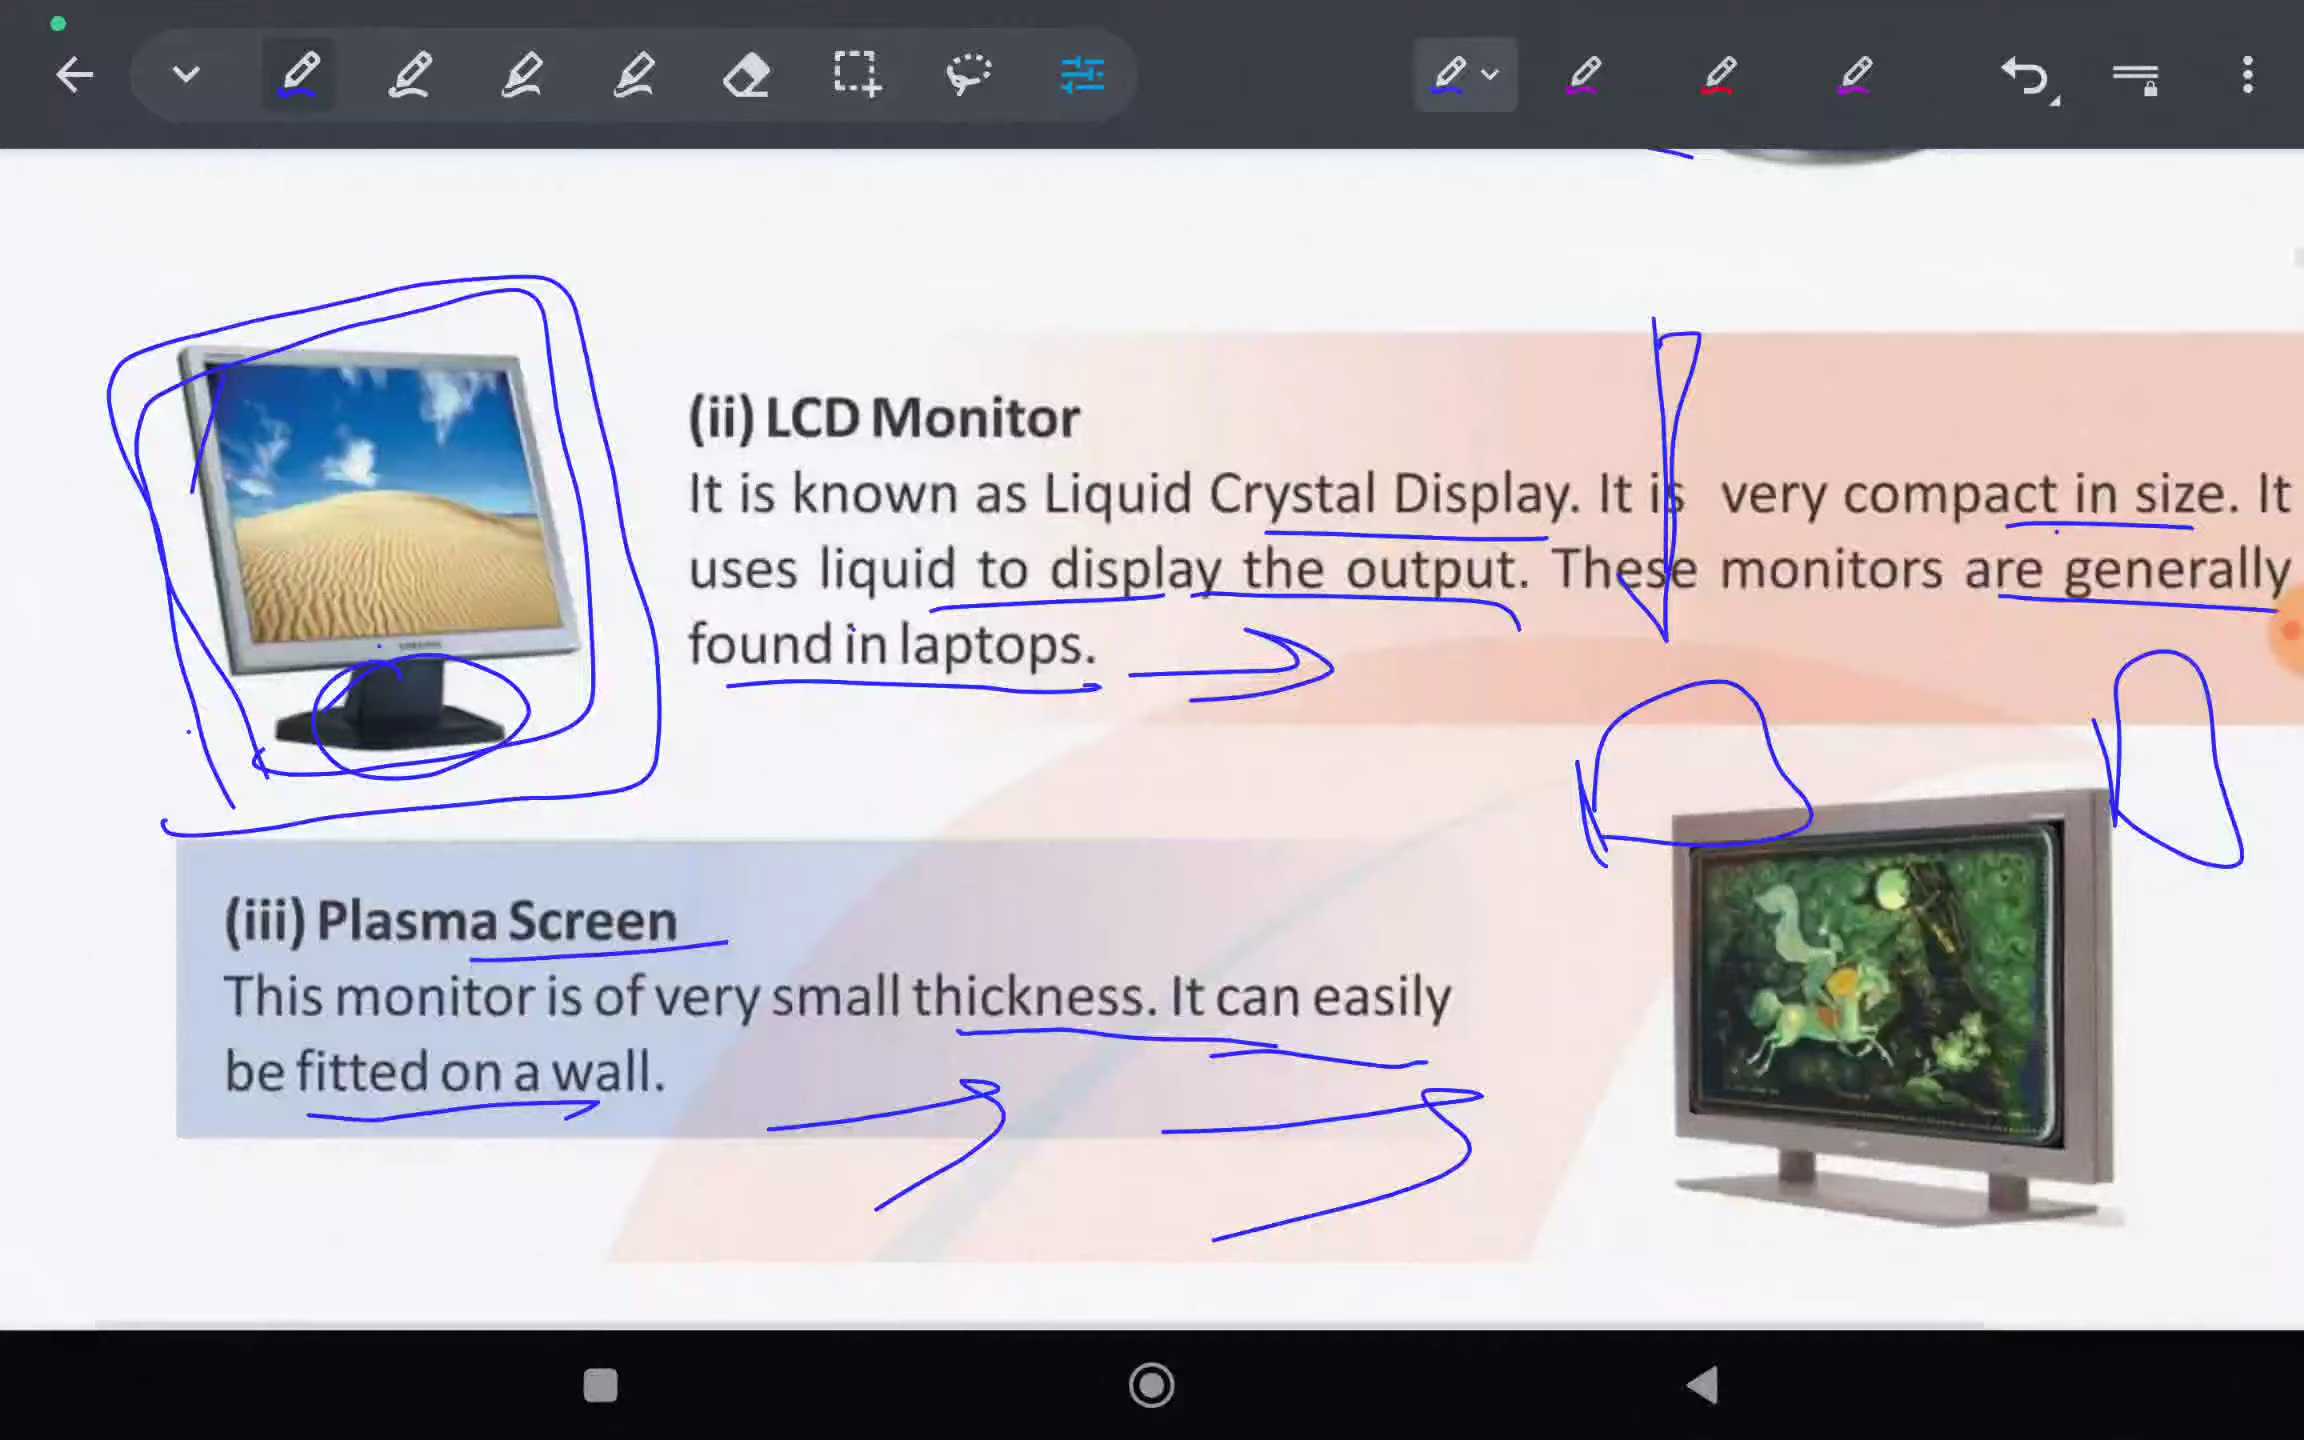 (ii) LCD Monitor
It is known as Liquid Crystal Display. It is very compact in size. It
uses liquid to display the output. These monitors are generally
found in laptops.
(iii) Plasma Screen
This monitor is of very small thickness. It can easily
be fitted on a wall.